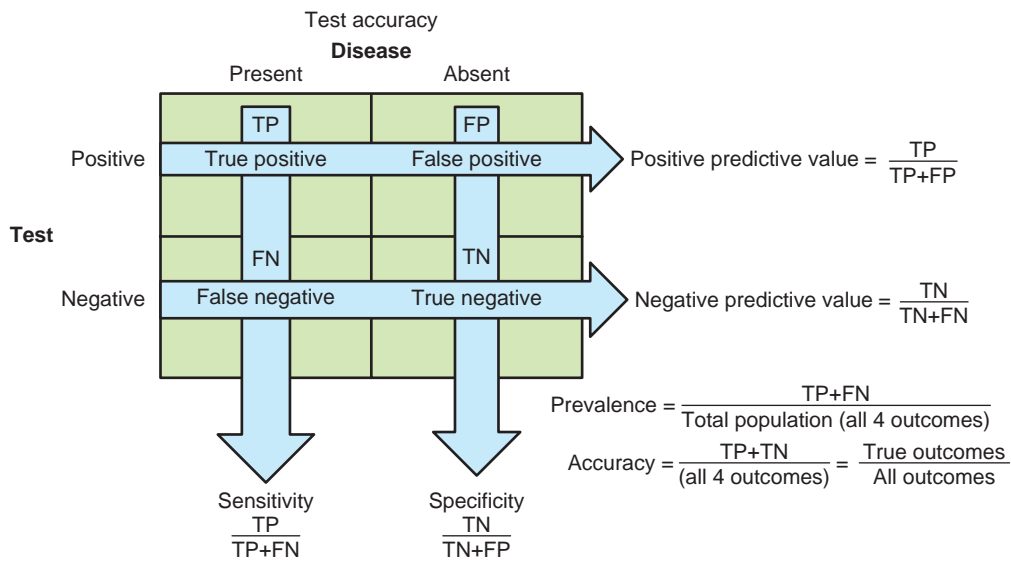 Test accuracy
Disease
Present Absent
TP FP
Positive True positive False positive Positive predictive value = TP
TP+FP
Test
FN TN
Negative False negative True negative Negative predictive value = TN
TN+FN
Prevalence = TP+FN
Total population (all 4 outcomes)
Accuracy = TP+TN = True outcomes
(all 4 outcomes) All outcomes
Sensitivity Specificity
TP TN
TP+FN TN+FP